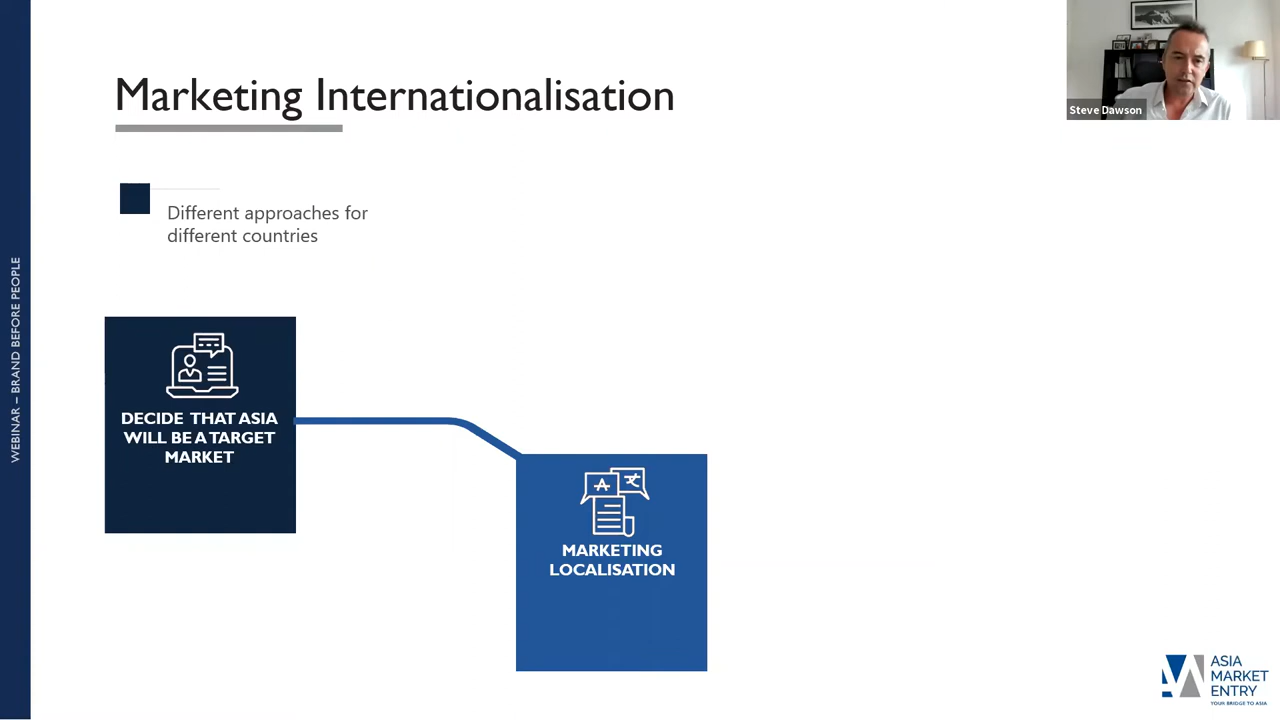 Marketing Internationalisation
Steve Dawson
Different approaches for
different countries
WEBINAR – BRAND BEFORE PEOPLE
DECIDE THAT ASIA
WILL BE A TARGET
MARKET
MARKETING
LOCALISATION
ASIA
MARKET
ENTRY
YOUR BRIDGE TO ASIA